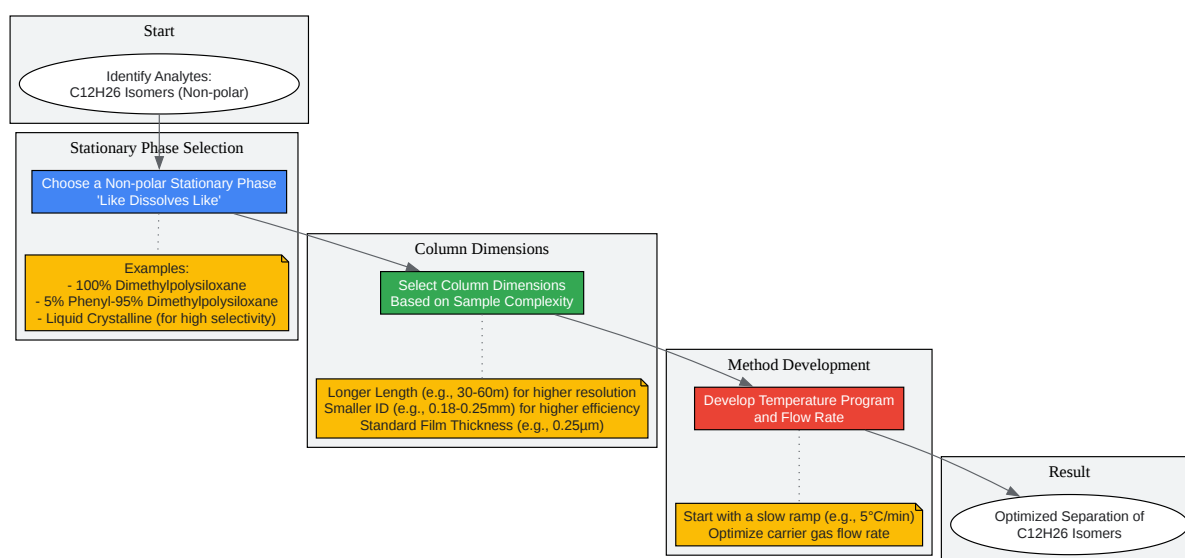 Start
Identify Analytes:
C12H26 Isomers (Non-polar)
Stationary Phase Selection
Choose a Non-polar Stationary Phase
'Like Dissolves Like'
Examples:
- 100% Dimethylpolysiloxane
- 5% Phenyl-95% Dimethylpolysiloxane
- Liquid Crystalline (for high selectivity)
Column Dimensions
Select Column Dimensions
Based on Sample Complexity
Longer Length (e.g., 30-60m) for higher resolution
Smaller ID (e.g., 0.18-0.25mm) for higher efficiency
Standard Film Thickness (e.g., 0.25µm)
Method Development
Develop Temperature Program
and Flow Rate
Start with a slow ramp (e.g., 5°C/min)
Optimize carrier gas flow rate
Result
Optimized Separation of
C12H26 Isomers